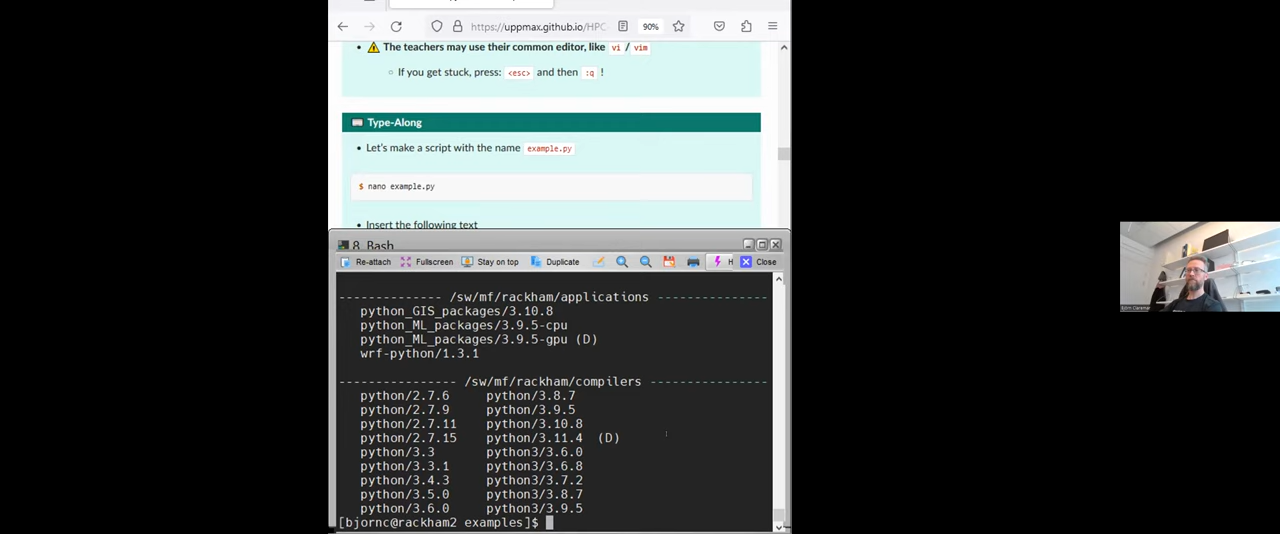 https://uppmax.github.io/HPC
90%
The teachers may use their common editor, like vi / vim
If you get stuck, press: <esc> and then :q !
Type-Along
Let's make a script with the name example.py
$ nano example.py
Insert the following text
8. Bash
Re-attach Fullscreen Stay on top Duplicate H Close
-------------- /sw/mf/rackham/applications ---------------
python_GIS_packages/3.10.8
python_ML_packages/3.9.5-cpu
python_ML_packages/3.9.5-gpu (D)
wrf-python/1.3.1
---------------- /sw/mf/rackham/compilers ----------------
python/2.7.6 python/3.8.7
python/2.7.9 python/3.9.5
python/2.7.11 python/3.10.8
python/2.7.15 python/3.11.4 (D)
python/3.3 python3/3.6.0
python/3.3.1 python3/3.6.8
python/3.4.3 python3/3.7.2
python/3.5.0 python3/3.8.7
python/3.6.0 python3/3.9.5
[bjornc@rackham2 examples]$